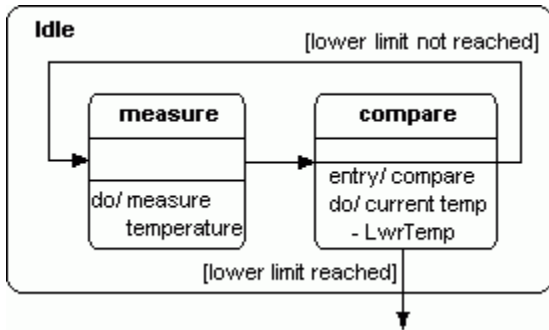 Idle
[lower limit not reached]
measure
compare
do/ measure
temperature
entry/ compare
do/ current temp
- LwrTemp
[lower limit reached]